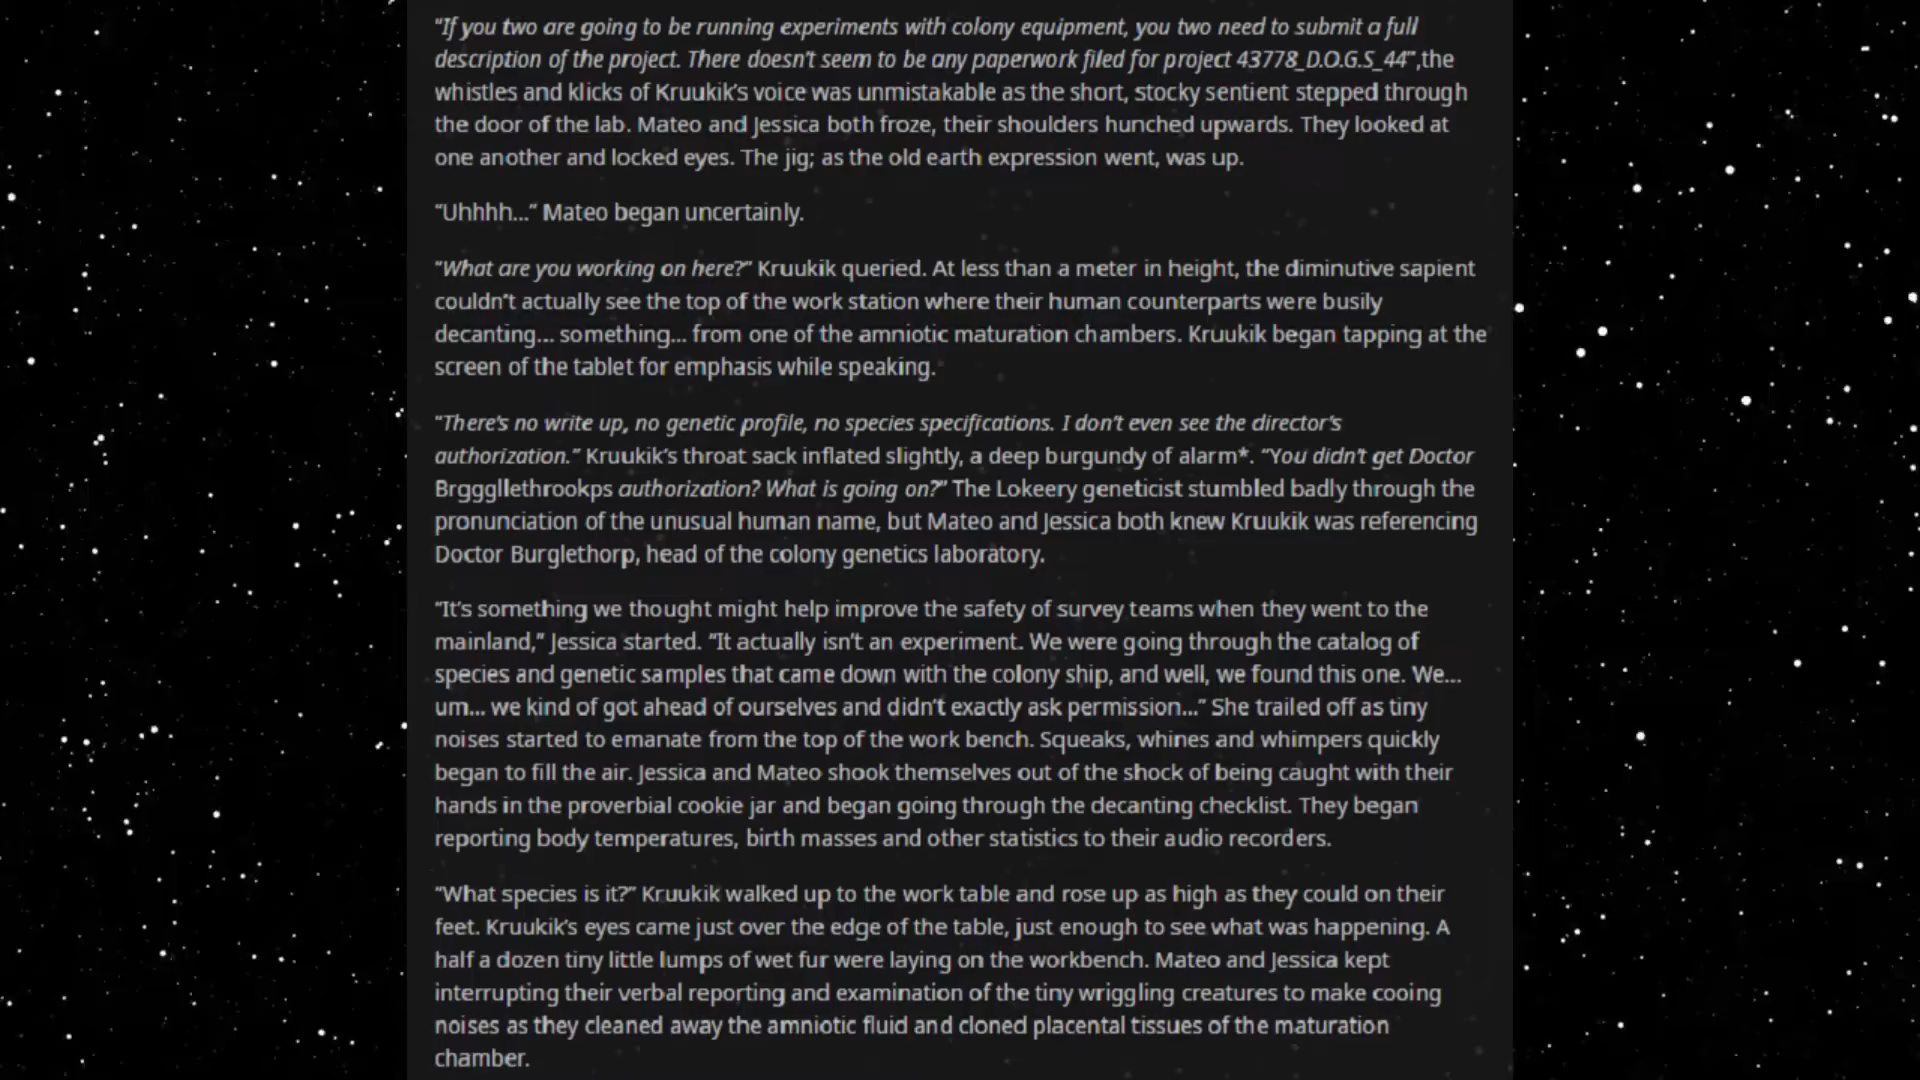 “If you two are going to be running experiments with colony equipment, you two need to submit a full
description of the project. There doesn’t seem to be any paperwork filed for project 43778_D.O.G.S_44”,the
whistles and klicks of Kruukik’s voice was unmistakable as the short, stocky sentient stepped through
the door of the lab. Mateo and Jessica both froze, their shoulders hunched upwards. They looked at
one another and locked eyes. The jig; as the old earth expression went, was up.
“Uhhhh...” Mateo began uncertainly.
“What are you working on here?” Kruukik queried. At less than a meter in height, the diminutive sapient
couldn’t actually see the top of the work station where their human counterparts were busily
decanting... something... from one of the amniotic maturation chambers. Kruukik began tapping at the
screen of the tablet for emphasis while speaking.
“There’s no write up, no genetic profile, no species specifications. I don’t even see the director’s
authorization.” Kruukik’s throat sack inflated slightly, a deep burgundy of alarm*. “You didn’t get Doctor
Brgggllethrookps authorization? What is going on?” The Lokeery geneticist stumbled badly through the
pronunciation of the unusual human name, but Mateo and Jessica both knew Kruukik was referencing
Doctor Burglethorp, head of the colony genetics laboratory.
“It’s something we thought might help improve the safety of survey teams when they went to the
mainland,” Jessica started. “It actually isn’t an experiment. We were going through the catalog of
species and genetic samples that came down with the colony ship, and well, we found this one. We...
um... we kind of got ahead of ourselves and didn’t exactly ask permission...” She trailed off as tiny
noises started to emanate from the top of the work bench. Squeaks, whines and whimpers quickly
began to fill the air. Jessica and Mateo shook themselves out of the shock of being caught with their
hands in the proverbial cookie jar and began going through the decanting checklist. They began
reporting body temperatures, birth masses and other statistics to their audio recorders.
“What species is it?” Kruukik walked up to the work table and rose up as high as they could on their
feet. Kruukik’s eyes came just over the edge of the table, just enough to see what was happening. A
half a dozen tiny little lumps of wet fur were laying on the workbench. Mateo and Jessica kept
interrupting their verbal reporting and examination of the tiny wriggling creatures to make cooing
noises as they cleaned away the amniotic fluid and cloned placental tissues of the maturation
chamber.